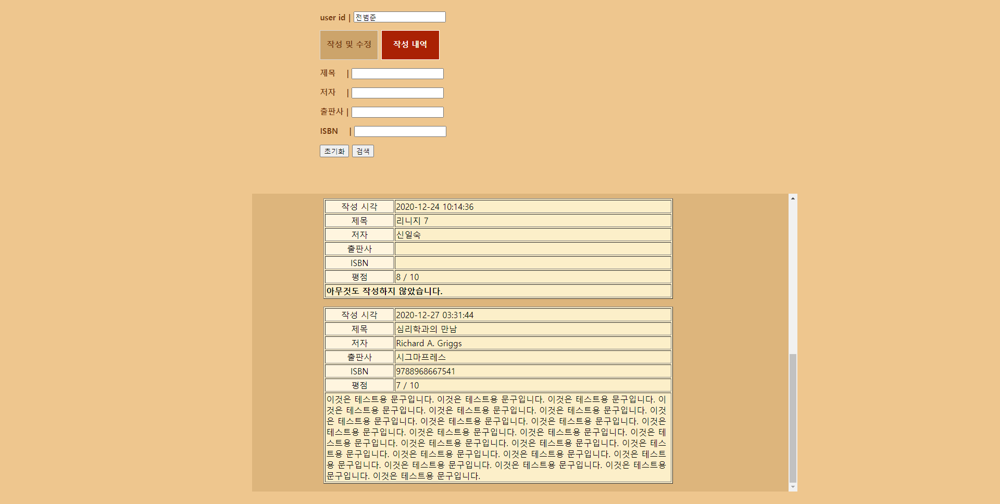 user id | 전범준
작성 및 수정 작성 내역
제목 |
저자 |
출판사 |
ISBN |
초기화 검색
작성 시각 2020-12-24 10:14:36
제목 리니지 7
저자 신일숙
출판사
ISBN
평점 8 / 10
아무것도 작성하지 않았습니다.
작성 시각 2020-12-27 03:31:44
제목 심리학과의 만남
저자 Richard A. Griggs
출판사 시그마프레스
ISBN 9788968667541
평점 7 / 10
이것은 테스트용 문구입니다. 이것은 테스트용 문구입니다. 이것은 테스트용 문구입니다. 이
것은 테스트용 문구입니다. 이것은 테스트용 문구입니다. 이것은 테스트용 문구입니다. 이것
은 테스트용 문구입니다. 이것은 테스트용 문구입니다. 이것은 테스트용 문구입니다. 이것은
테스트용 문구입니다. 이것은 테스트용 문구입니다. 이것은 테스트용 문구입니다. 이것은 테
스트용 문구입니다. 이것은 테스트용 문구입니다. 이것은 테스트용 문구입니다. 이것은 테스
트용 문구입니다. 이것은 테스트용 문구입니다. 이것은 테스트용 문구입니다. 이것은 테스트
용 문구입니다. 이것은 테스트용 문구입니다. 이것은 테스트용 문구입니다. 이것은 테스트용
문구입니다. 이것은 테스트용 문구입니다.